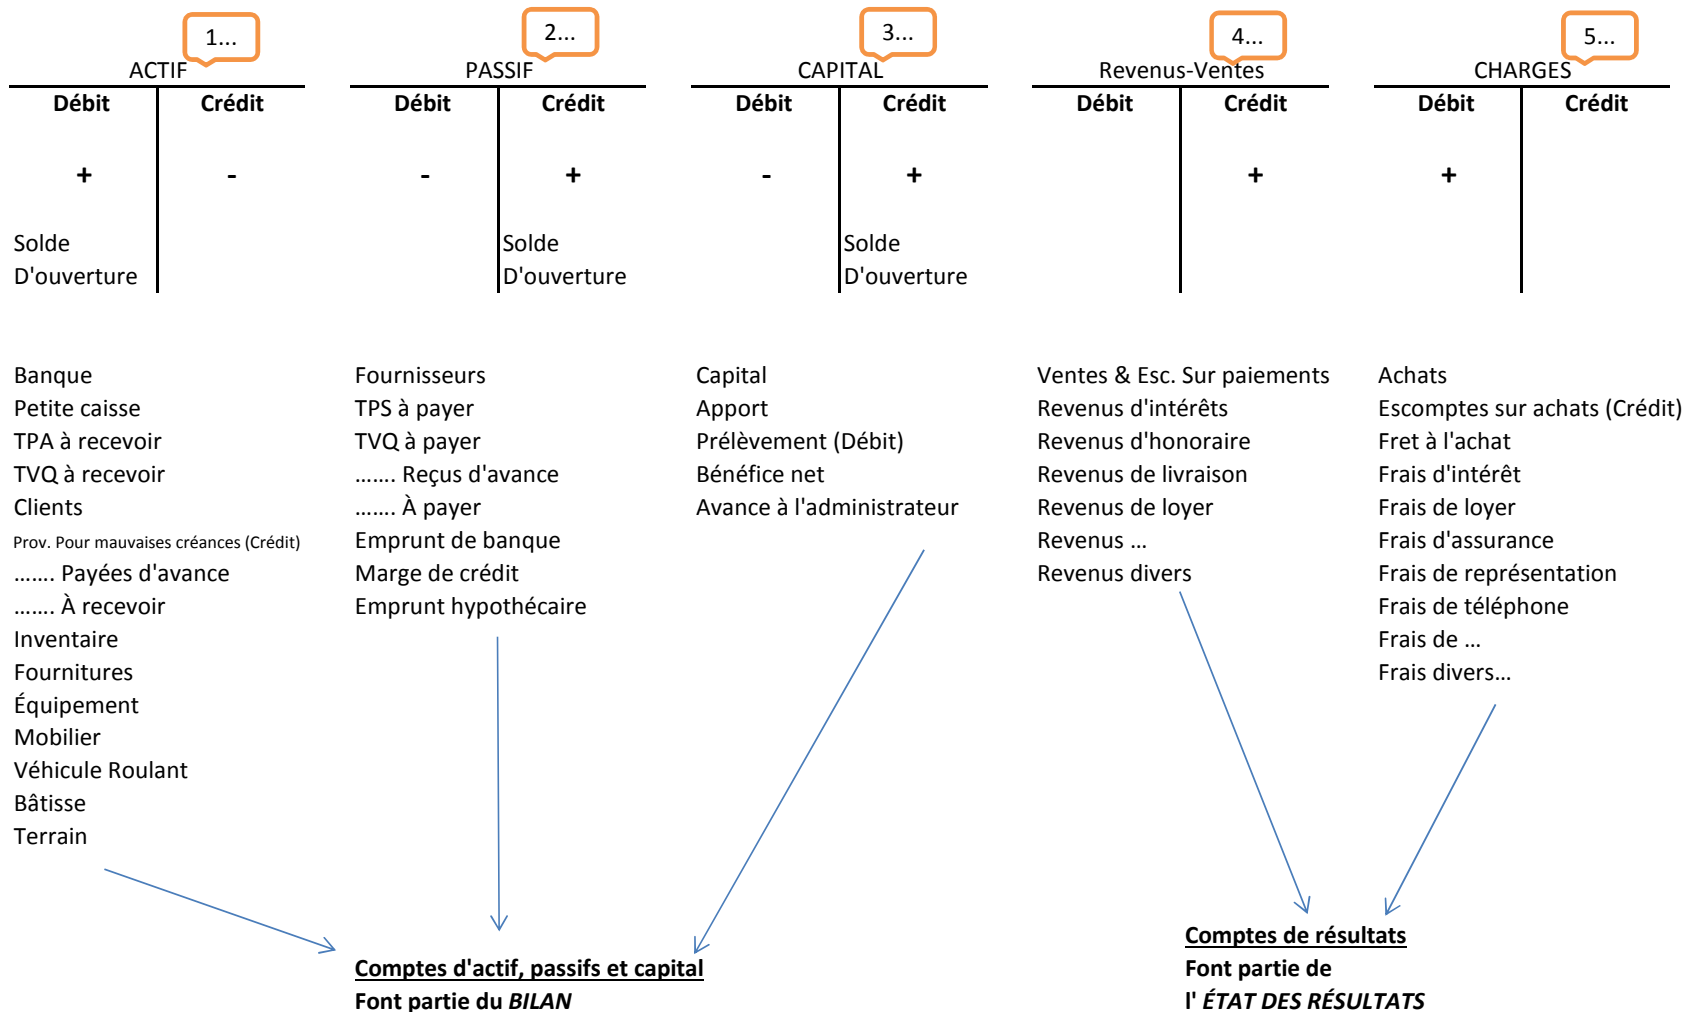 1...
2...
3...
4...
5...
ACTIF
PASSIF
CAPITAL
Revenus-Ventes
CHARGES
Débit Crédit
Débit Crédit
Débit Crédit
Débit Crédit
Débit Crédit
+ -
- +
- +
+
+
Solde
D'ouverture
Solde
D'ouverture
Solde
D'ouverture
Banque
Petite caisse
TPA à recevoir
TVQ à recevoir
Clients
Prov. Pour mauvaises créances (Crédit)
....... Payées d'avance
....... À recevoir
Inventaire
Fournitures
Équipement
Mobilier
Véhicule Roulant
Bâtisse
Terrain
Fournisseurs
TPS à payer
TVQ à payer
....... Reçus d'avance
....... À payer
Emprunt de banque
Marge de crédit
Emprunt hypothécaire
Capital
Apport
Prélèvement (Débit)
Bénéfice net
Avance à l'administrateur
Ventes & Esc. Sur paiements
Revenus d'intérêts
Revenus d'honoraire
Revenus de livraison
Revenus de loyer
Revenus ...
Revenus divers
Achats
Escomptes sur achats (Crédit)
Fret à l'achat
Frais d'intérêt
Frais de loyer
Frais d'assurance
Frais de représentation
Frais de téléphone
Frais de ...
Frais divers...
Comptes d'actif, passifs et capital
Font partie du BILAN
Comptes de résultats
Font partie de
l' ÉTAT DES RÉSULTATS